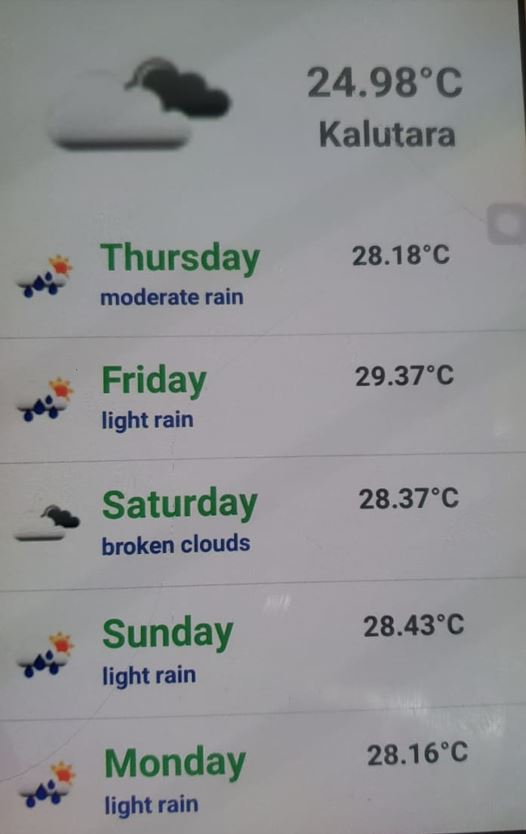 24.98°C
Kalutara
Thursday 28.18°C
moderate rain
Friday 29.37°C
light rain
Saturday 28.37°C
broken clouds
Sunday 28.43°C
light rain
Monday 28.16°C
light rain